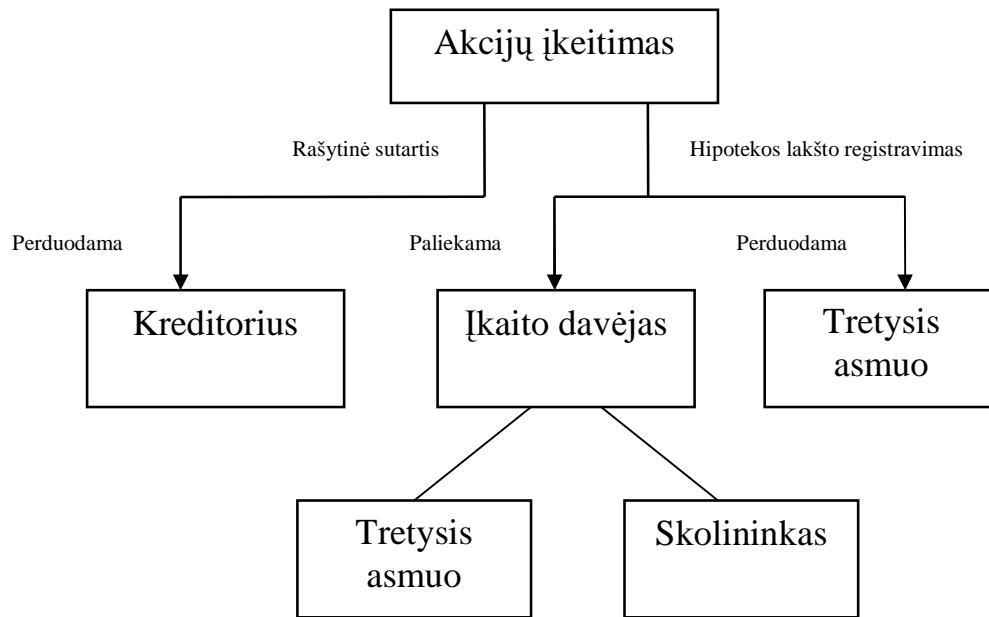 Akcijų įkeitimas
Rašytinė sutartis
Hipotekos lakšto registravimas
Perduodama
Paliekama
Perduodama
Kreditorius
Įkaito davėjas
Tretysis
asmuo
Tretysis
asmuo
Skolininkas